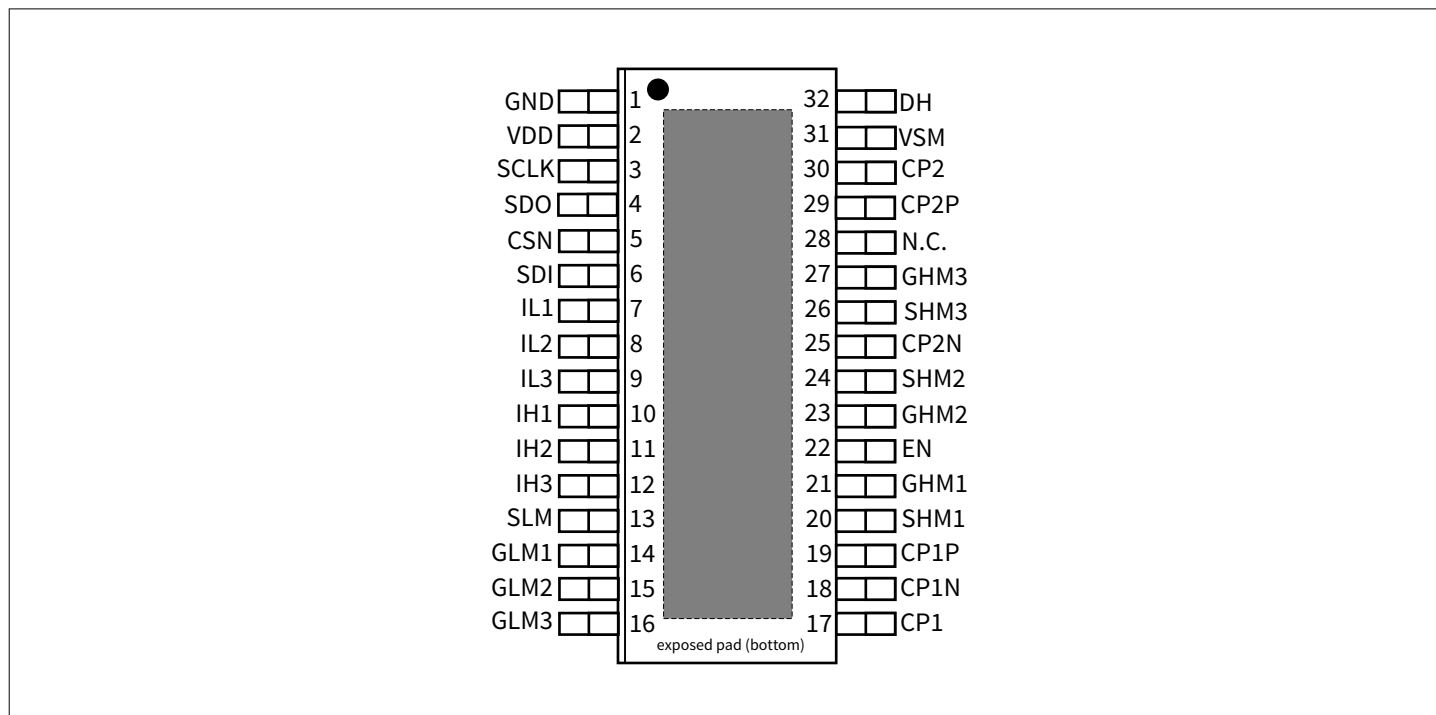 GND 1 32 DH
VDD 2 31 VSM
SCLK 3 30 CP2
SDO 4 29 CP2P
CSN 5 28 N.C.
SDI 6 27 GHM3
IL1 7 26 SHM3
IL2 8 25 CP2N
IL3 9 24 SHM2
IH1 10 23 GHM2
IH2 11 22 EN
IH3 12 21 GHM1
SLM 13 20 SHM1
GLM1 14 19 CP1P
GLM2 15 18 CP1N
GLM3 16 17 CP1
exposed pad (bottom)